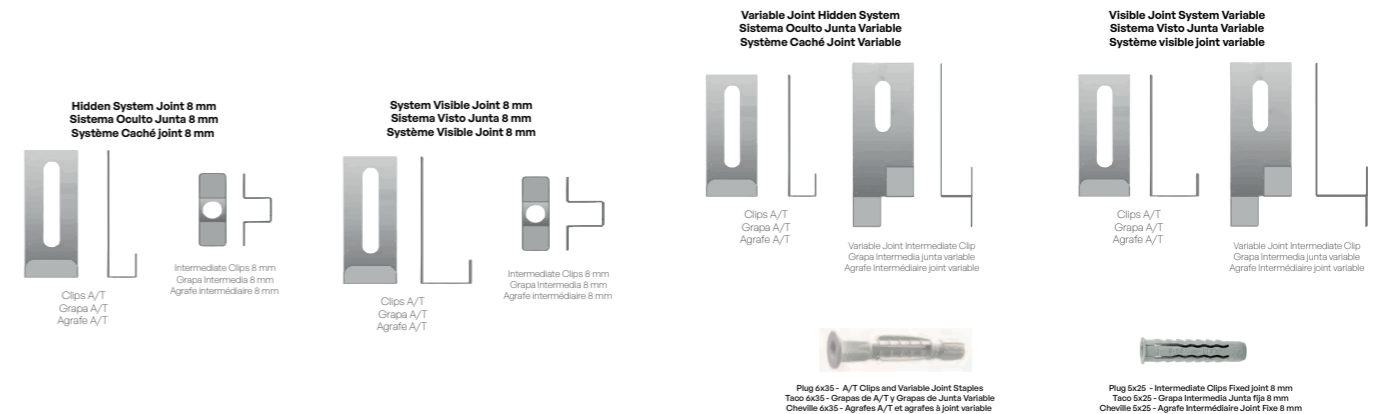 Hidden System Joint 8 mm
Sistema Oculto Junta 8 mm
Système Caché joint 8 mm
Clips A/T
Grapa A/T
Agrafe A/T
Intermediate Clips 8 mm
Grapa Intermedia 8 mm
Agrafe intermédiaire 8 mm
System Visible Joint 8 mm
Sistema Visto Junta 8 mm
Système Visible Joint 8 mm
Clips A/T
Grapa A/T
Agrafe A/T
Intermediate Clips 8 mm
Grapa Intermedia 8 mm
Agrafe intermédiaire 8 mm
Variable Joint Hidden System
Sistema Oculto Junta Variable
Système Caché Joint Variable
Clips A/T
Grapa A/T
Agrafe A/T
Variable Joint Intermediate Clip
Grapa Intermedia junta variable
Agrafe Intermédiaire joint variable
Visible Joint System Variable
Sistema Visto Junta Variable
Système visible joint variable
Clips A/T
Grapa A/T
Agrafe A/T
Variable Joint Intermediate Clip
Grapa Intermedia junta variable
Agrafe Intermédiaire joint variable
Plug 6x35 - A/T Clips and Variable Joint Staples
Taco 6x35 - Grapas de A/T y Grapas de Junta Variable
Cheville 6x35 - Agrafes A/T et agrafes à joint variable
Plug 5x25 - Intermediate Clips Fixed joint 8 mm
Taco 5x25 - Grapa Intermedia Junta fija 8 mm
Cheville 5x25 - Agrafe Intermédiaire Joint Fixe 8 mm